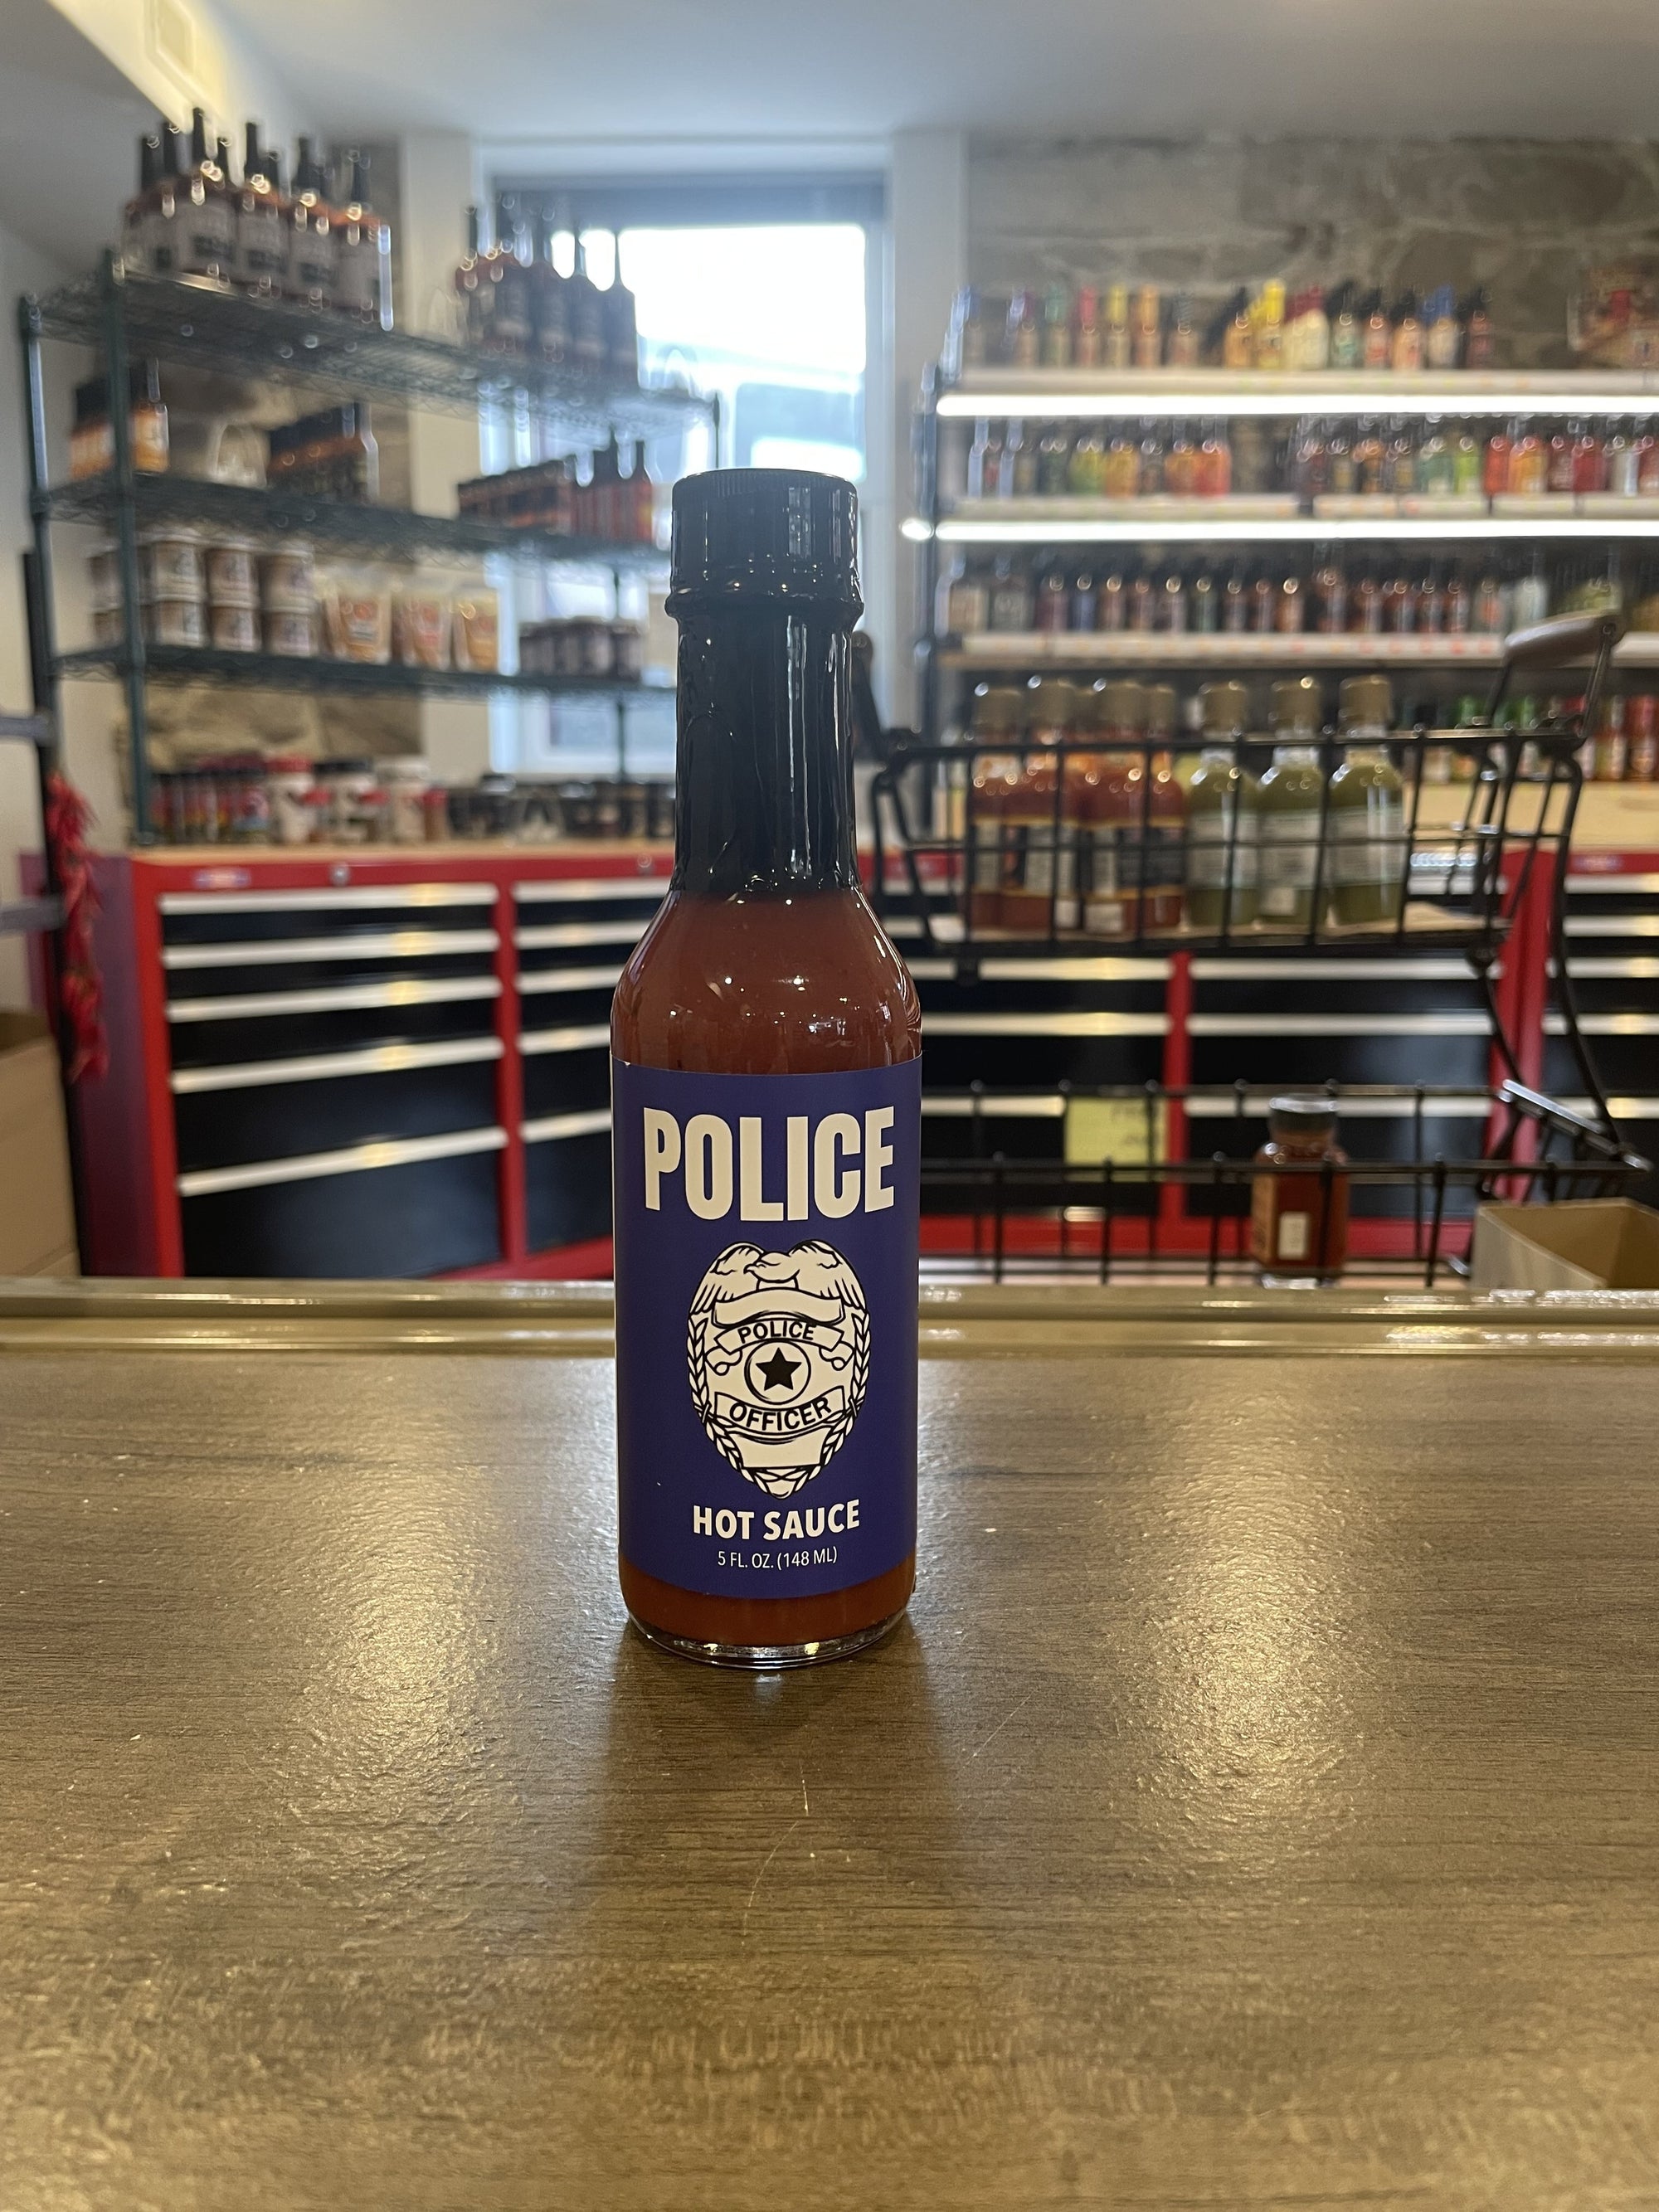 POLICE
POLICE
OFFICER
HOT SAUCE
5 FL. OZ. (148 ML)